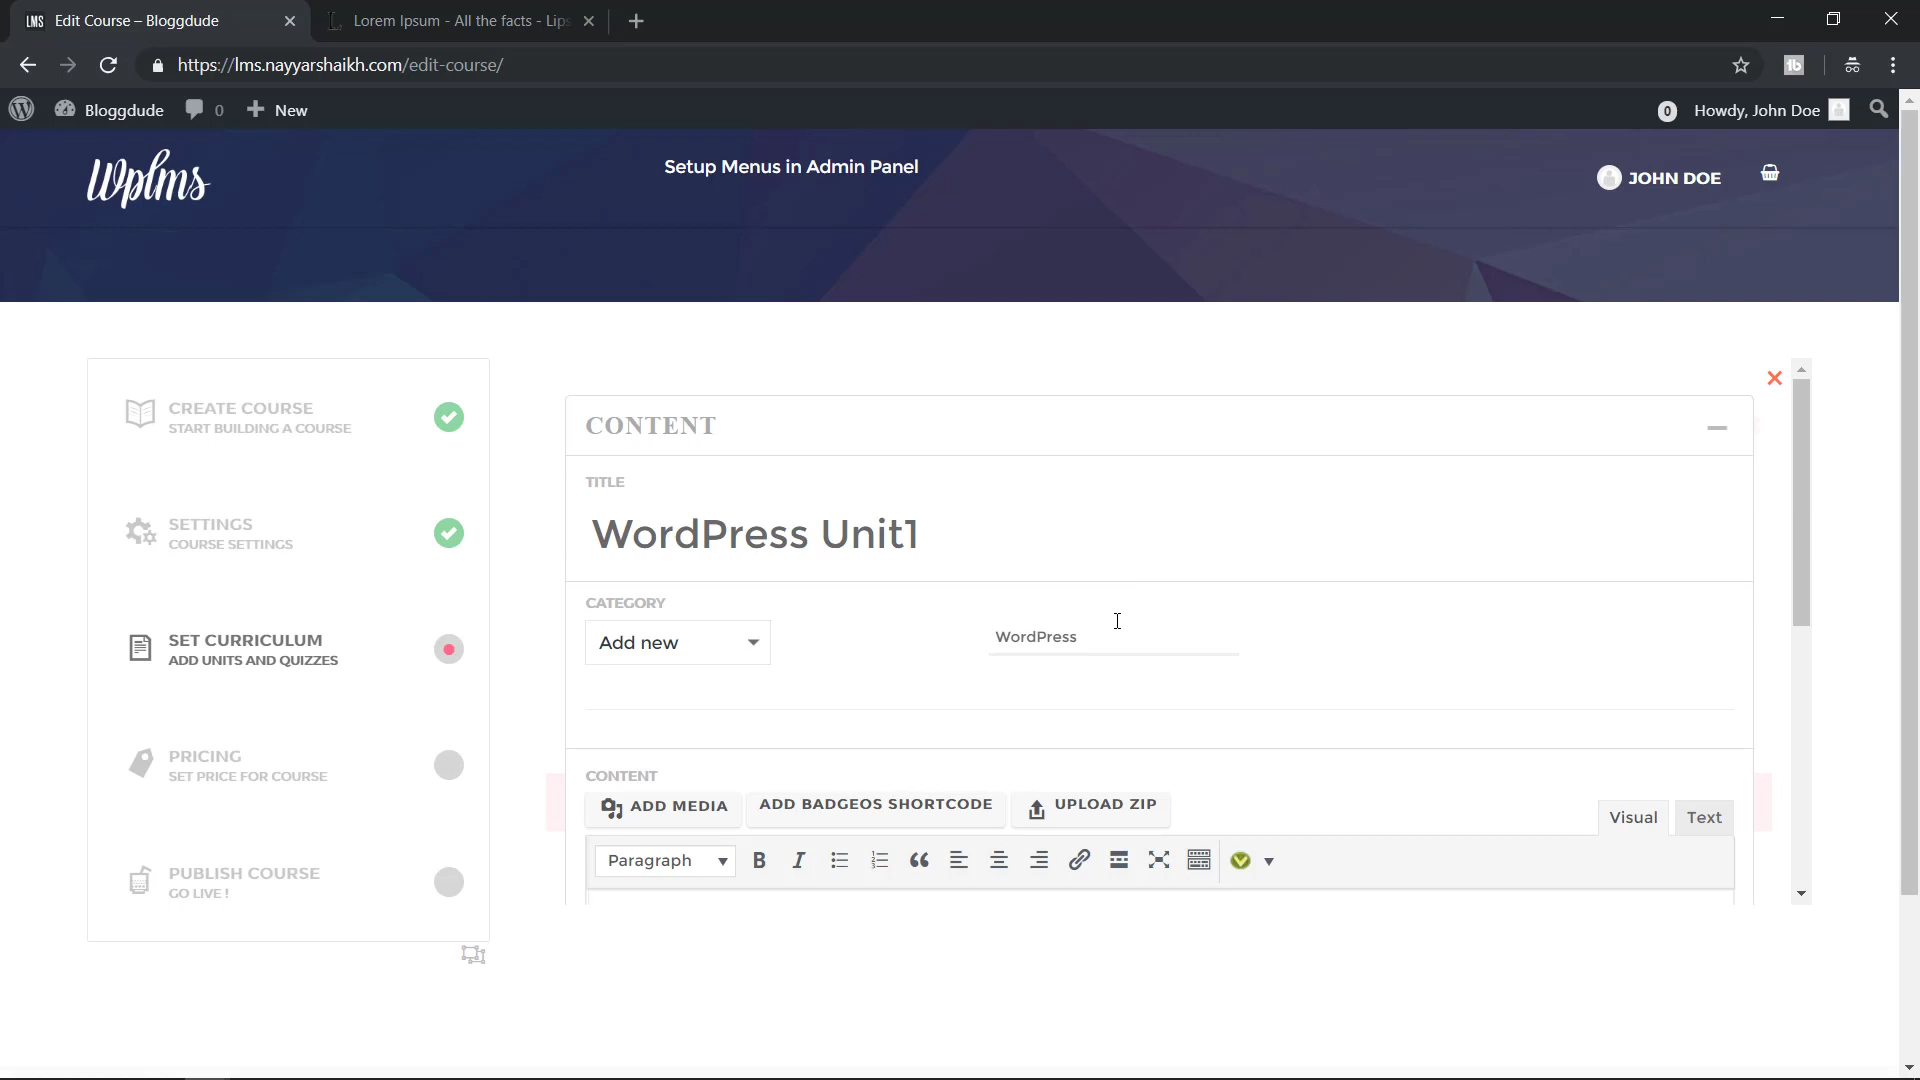 LMS Edit Course – Bloggdude
Lorem Ipsum - All the facts - Lips
https://lms.nayyarshaikh.com/edit-course/
Bloggdude 0 New
0 Howdy, John Doe
Wplms
Setup Menus in Admin Panel
JOHN DOE
CREATE COURSE
START BUILDING A COURSE
SETTINGS
COURSE SETTINGS
SET CURRICULUM
ADD UNITS AND QUIZZES
PRICING
SET PRICE FOR COURSE
PUBLISH COURSE
GO LIVE !
CONTENT
TITLE
WordPress Unit1
CATEGORY
Add new
WordPress
CONTENT
ADD MEDIA
ADD BADGEOS SHORTCODE
UPLOAD ZIP
Visual
Text
Paragraph